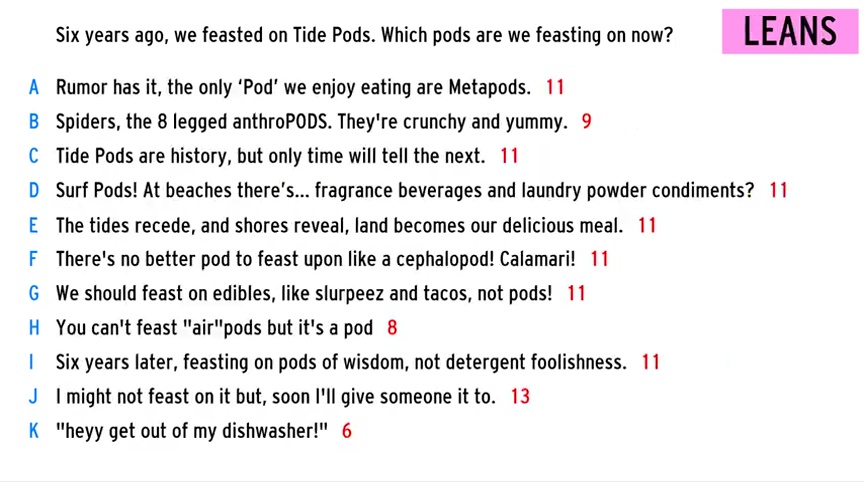 Six years ago, we feasted on Tide Pods. Which pods are we feasting on now?
LEANS
A Rumor has it, the only ‘Pod’ we enjoy eating are Metapods. 11
B Spiders, the 8 legged anthroPODS. They're crunchy and yummy. 9
C Tide Pods are history, but only time will tell the next. 11
D Surf Pods! At beaches there’s... fragrance beverages and laundry powder condiments? 11
E The tides recede, and shores reveal, land becomes our delicious meal. 11
F There's no better pod to feast upon like a cephalopod! Calamari! 11
G We should feast on edibles, like slurpeez and tacos, not pods! 11
H You can't feast "air"pods but it's a pod 8
I Six years later, feasting on pods of wisdom, not detergent foolishness. 11
J I might not feast on it but, soon I'll give someone it to. 13
K "heyy get out of my dishwasher!" 6